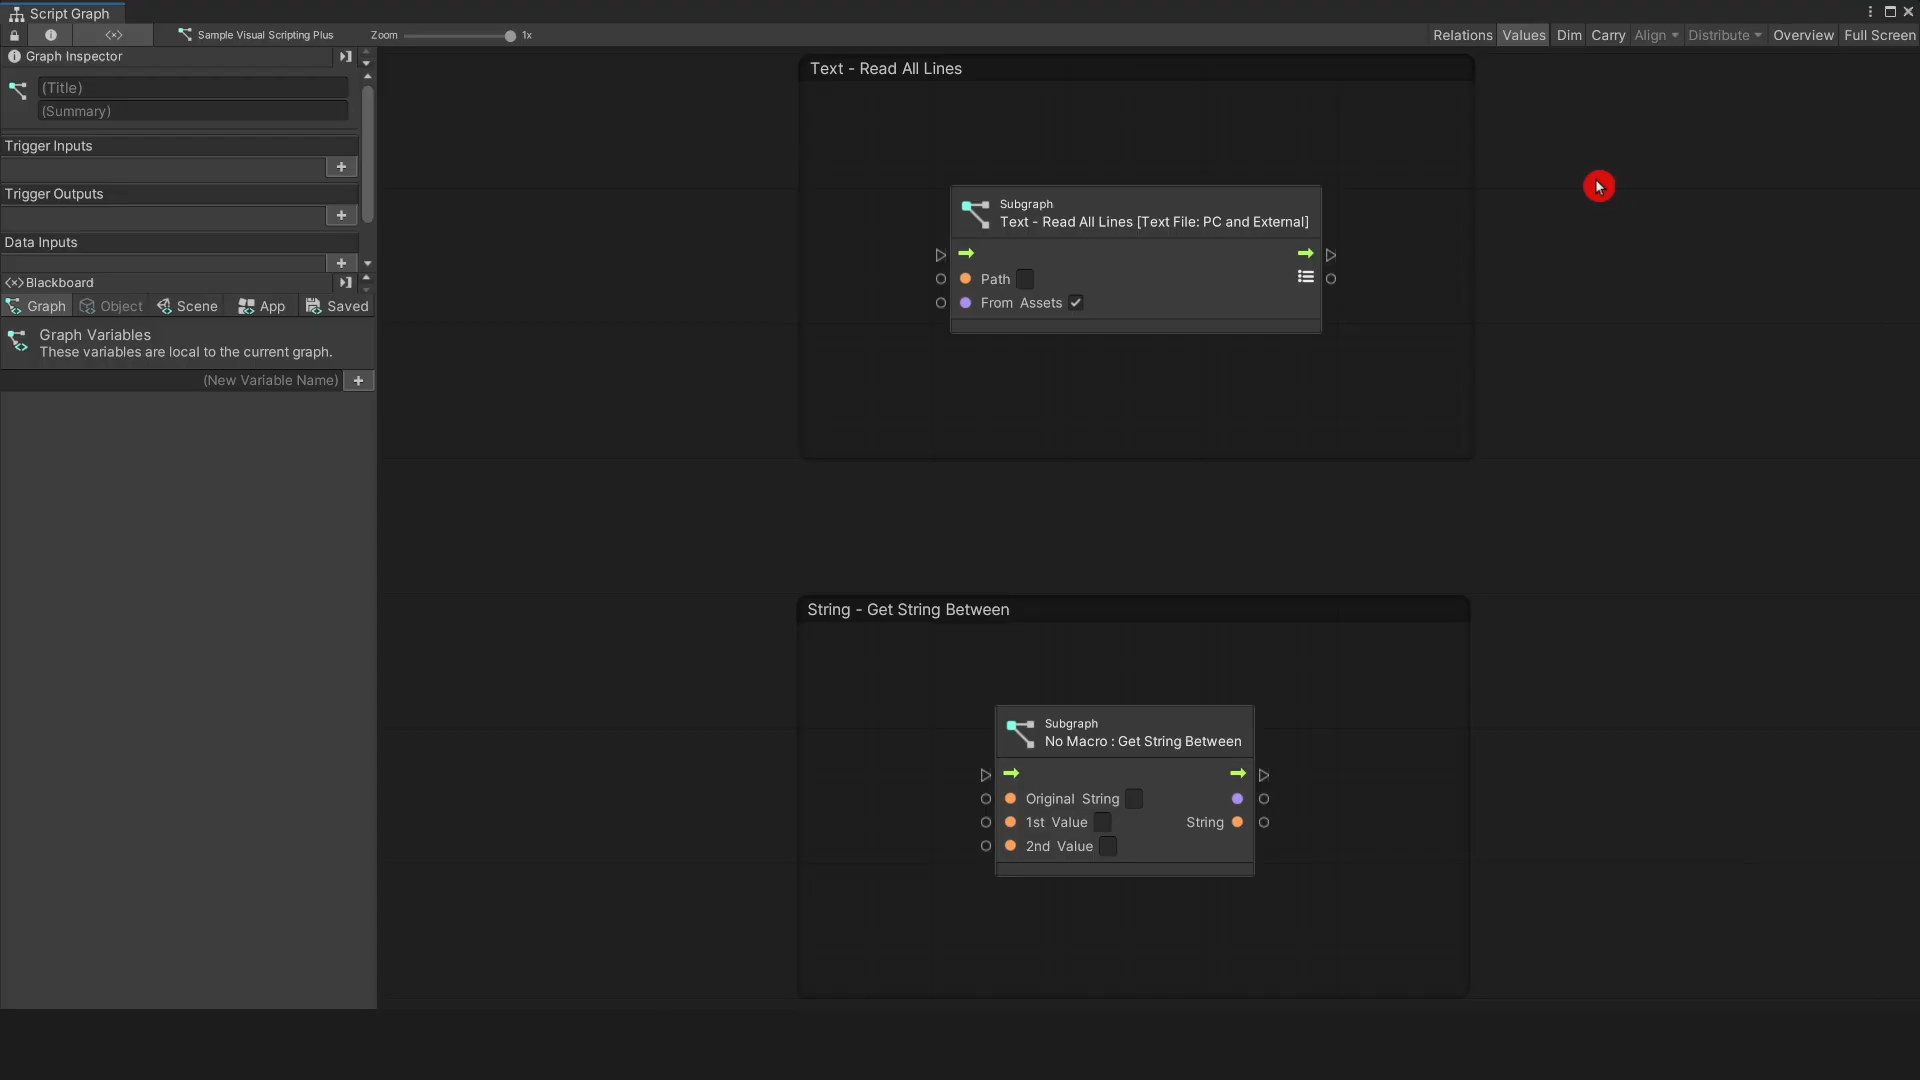 Script Graph
Sample Visual Scripting Plus
Zoom
1x
Relations
Values
Dim
Carry
Align
Distribute
Overview
Full Screen
Graph Inspector
(Title)
(Summary)
Trigger Inputs
Trigger Outputs
Data Inputs
Blackboard
Graph
Object
Scene
App
Saved
Graph Variables
These variables are local to the current graph.
(New Variable Name)
Text - Read All Lines
Subgraph
Text - Read All Lines [Text File: PC and External]
Path
From Assets
String - Get String Between
Subgraph
No Macro : Get String Between
Original String
1st Value
String
2nd Value